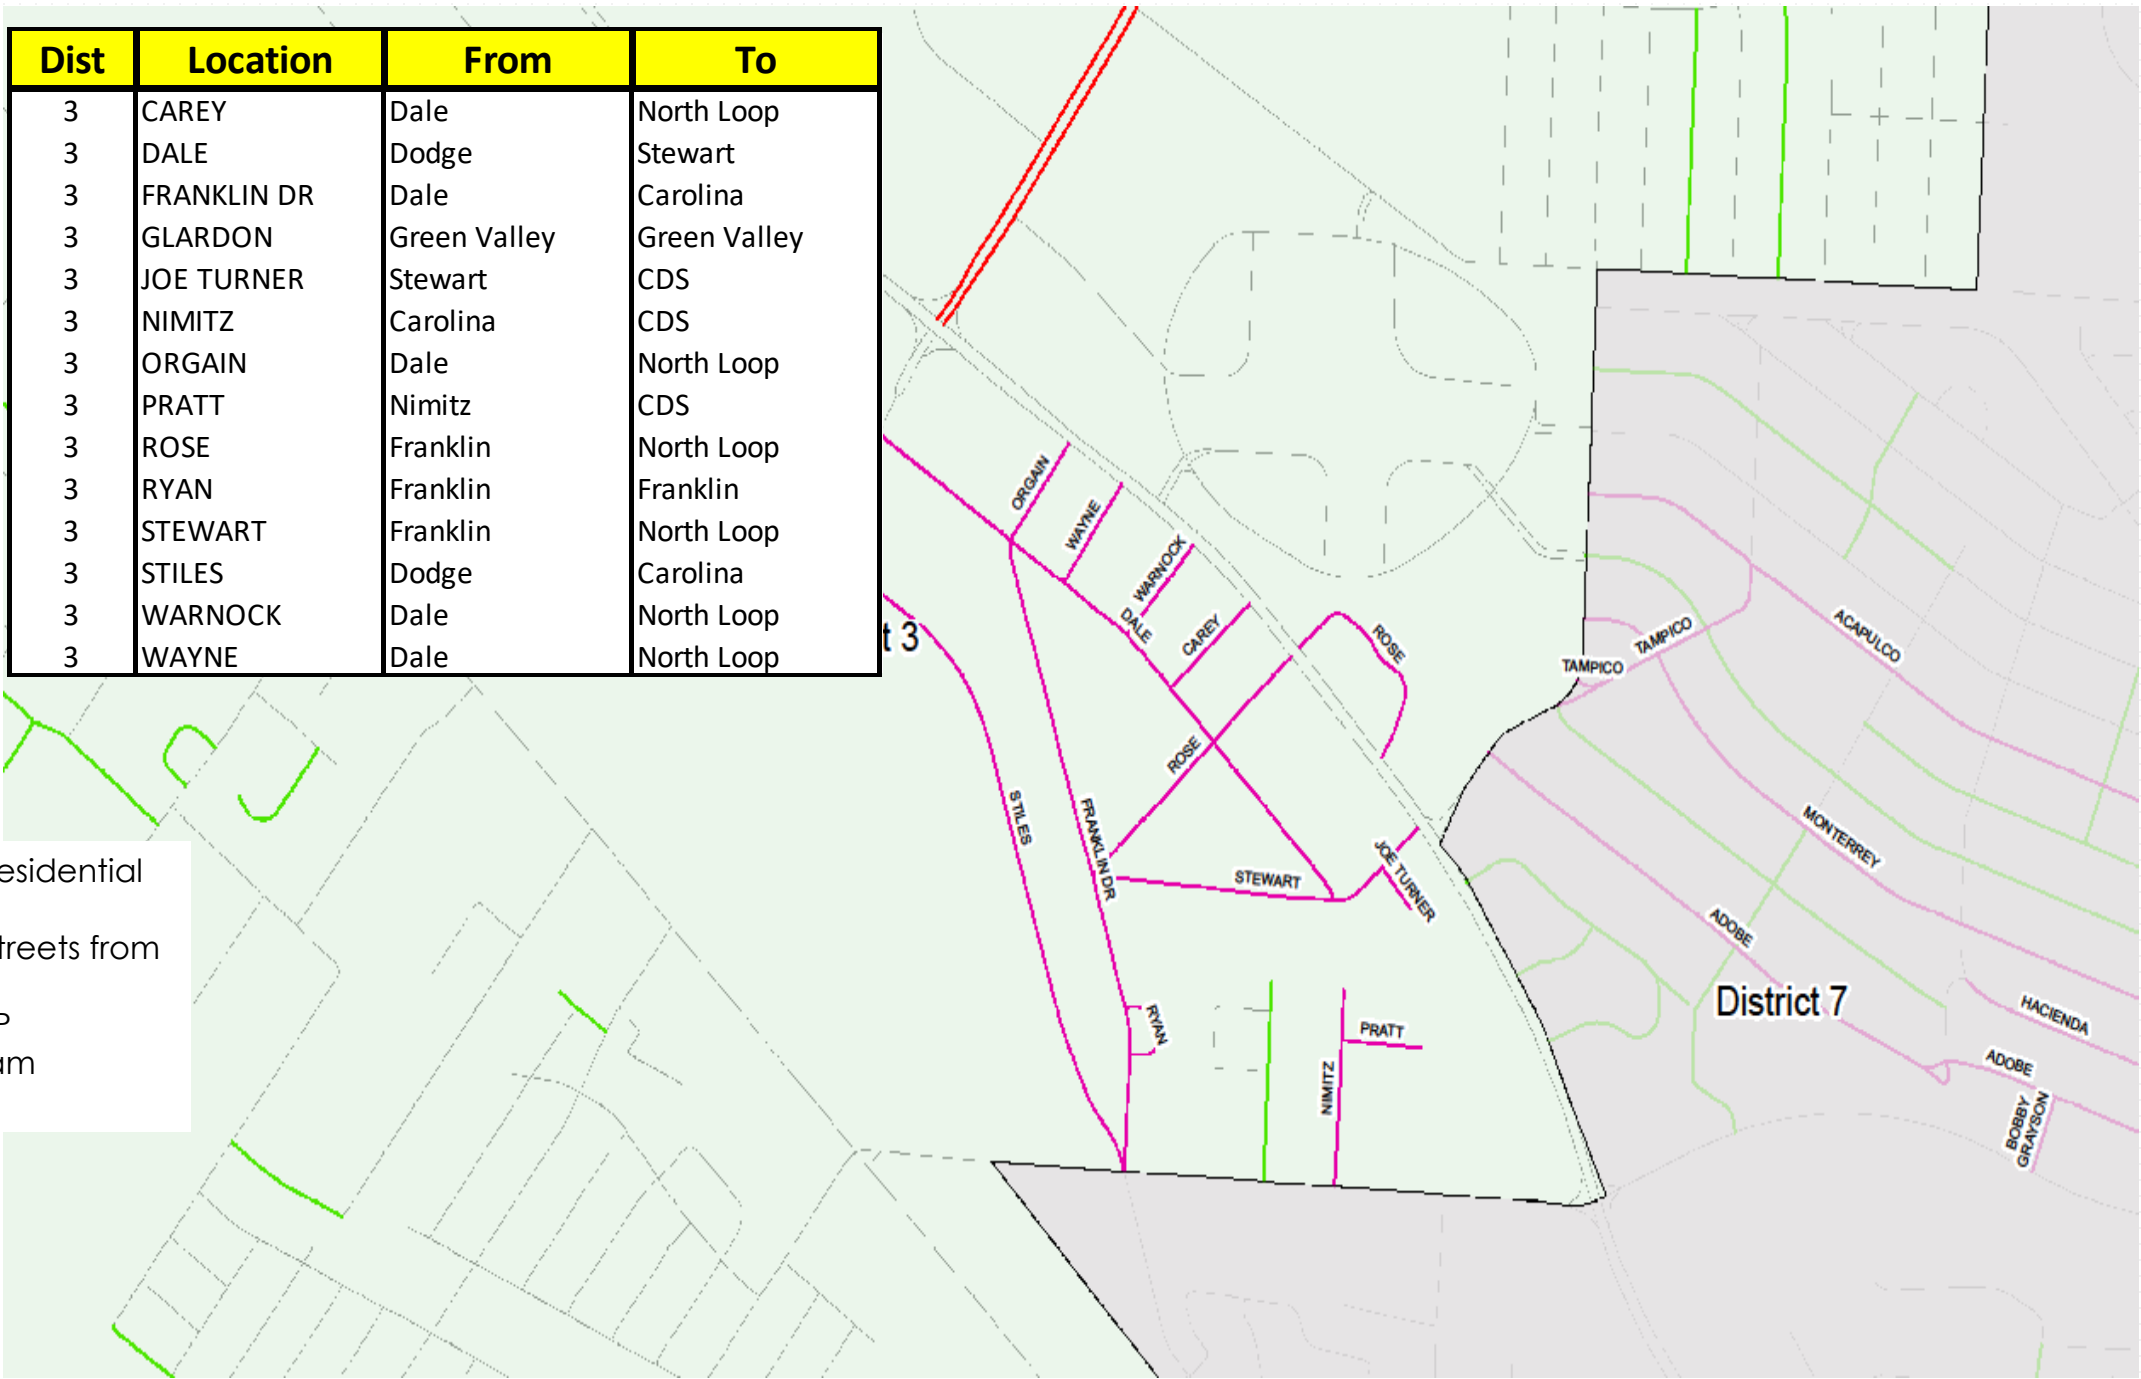 Dist Location From To
3 CAREY Dale North Loop
3 DALE Dodge Stewart
3 FRANKLIN DR Dale Carolina
3 GLARDON Green Valley Green Valley
3 JOE TURNER Stewart CDS
3 NIMITZ Carolina CDS
3 ORGAIN Dale North Loop
3 PRATT Nimitz CDS
3 ROSE Franklin North Loop
3 RYAN Franklin Franklin
3 STEWART Franklin North Loop
3 STILES Dodge Carolina
3 WARNOCK Dale North Loop
3 WAYNE Dale North Loop
ORGAIN
WAYNE
WARNOCK
DALE
CAREY
ROSE
ROSE
t 3
STILES
FRANKLIN DR
STEWART
JOE TURNER
RYAN
PRATT
NIMITZ
TAMPICO
TAMPICO
ACAPULCO
MONTERREY
ADOBE
District 7
HACIENDA
ADOBE
BOBBY
GRAYSON
esidential
treets from
P
am